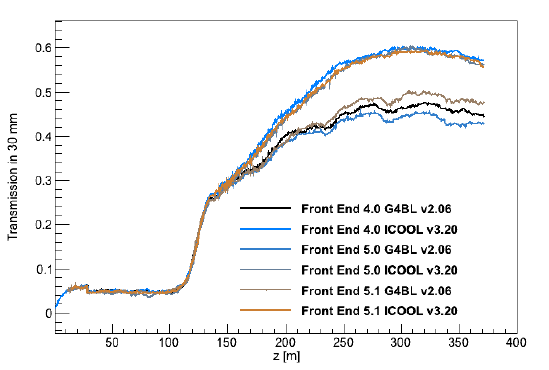 0.6
0.5
0.4
0.3
0.2
0.1
0
Transmission in 30 mm
Front End 4.0 G4BL v2.06
Front End 4.0 ICOOL v3.20
Front End 5.0 G4BL v2.06
Front End 5.0 ICOOL v3.20
Front End 5.1 G4BL v2.06
Front End 5.1 ICOOL v3.20
50 100 150 200 250 300 350 400
z [m]